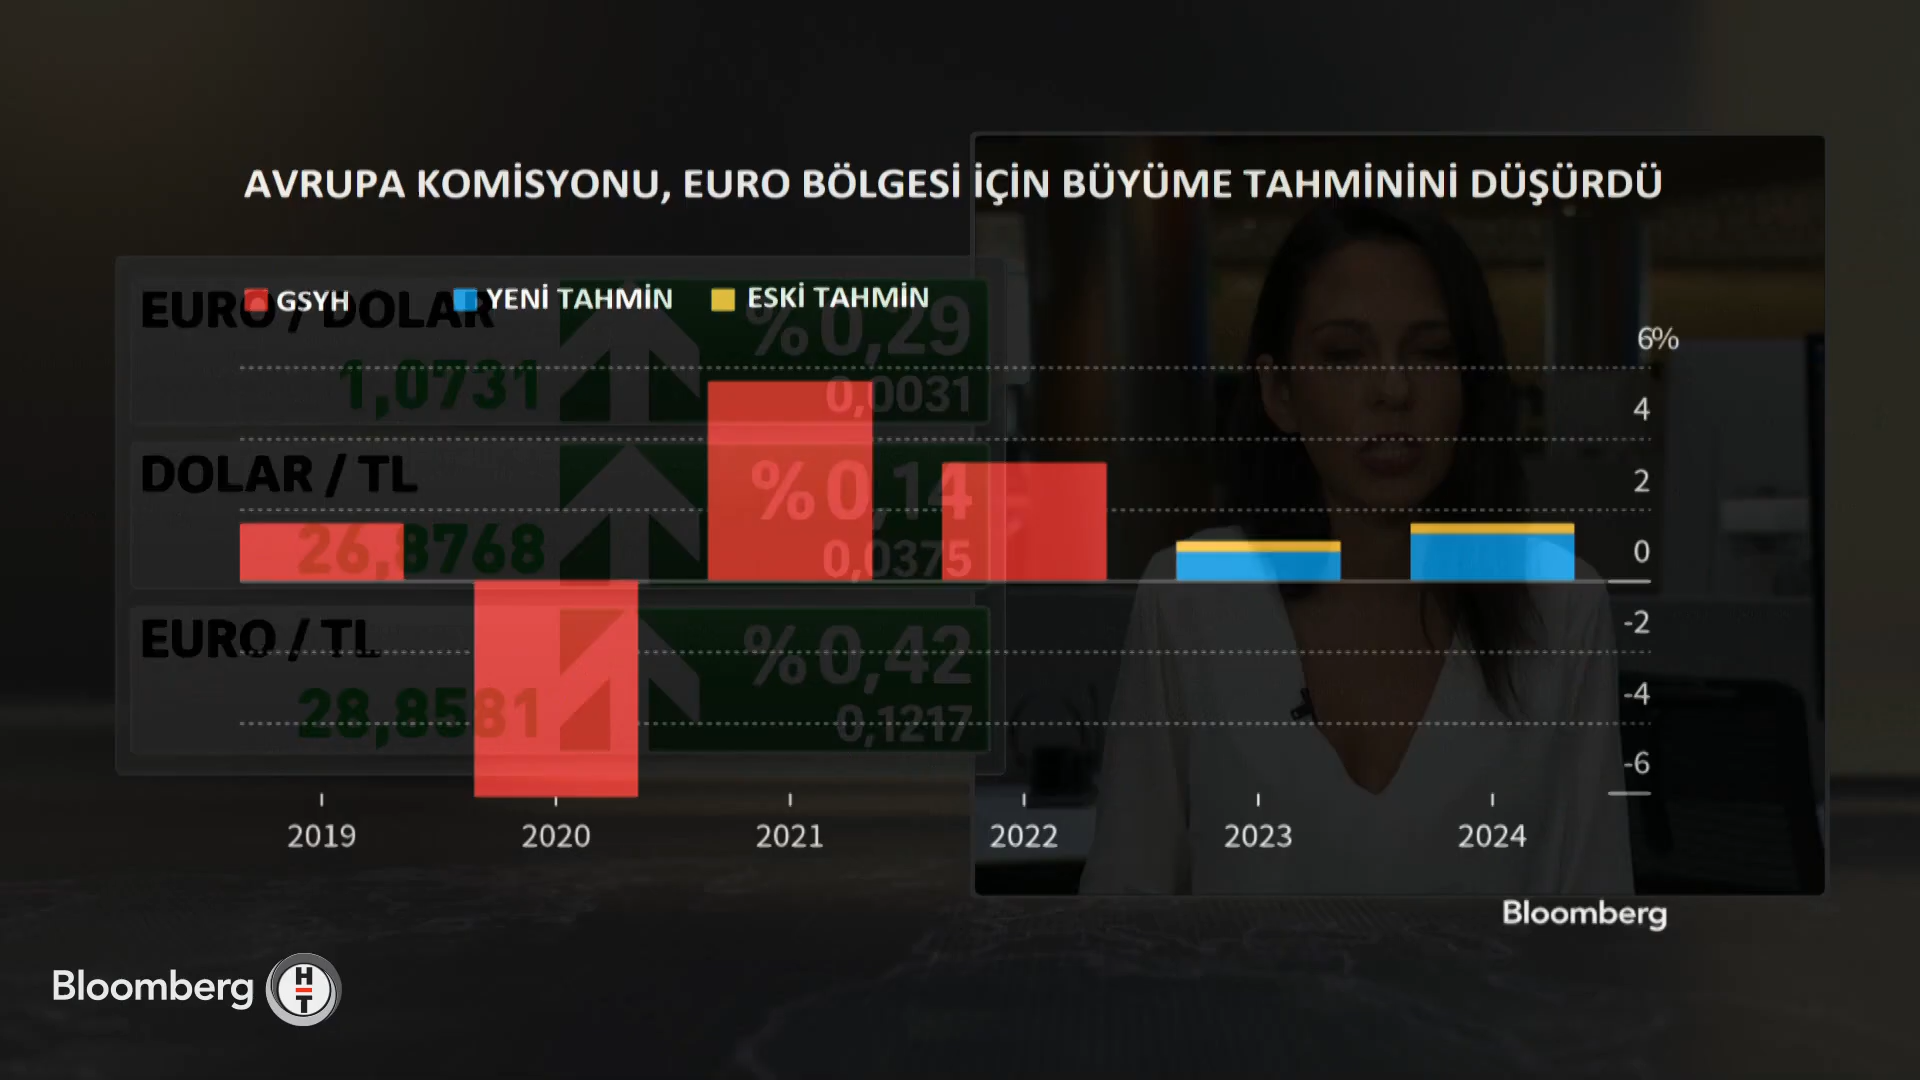 AVRUPA KOMİSYONU, EURO BÖLGESİ İÇİN BÜYÜME TAHMİNİNİ DÜŞÜRDÜ
GSYH YENİ TAHMİN ESKİ TAHMİN
EURO / DOLAR %0,29
1,0731 0,0031
DOLAR / TL %0,14
26,8768 0,0375
EURO / TL %0,42
28,8581 0,1217
6%
4
2
0
-2
-4
-6
2019 2020 2021 2022 2023 2024
Bloomberg
Bloomberg HT